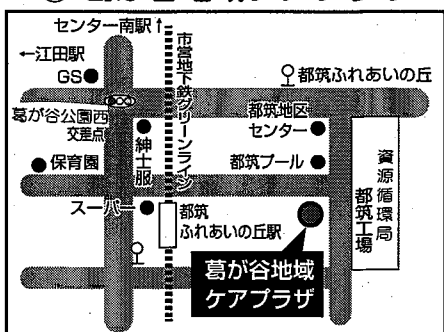 センター南駅↑
←江田駅
GS
市営地下鉄グリーンライン
都筑ふれあいの丘
葛が谷公園西
交差点
紳士服
都筑地区
センター
保育園
都筑プール
資源循環局
都筑工場
スーパー
都筑
ふれあいの丘駅
葛が谷地域
ケアプラザ